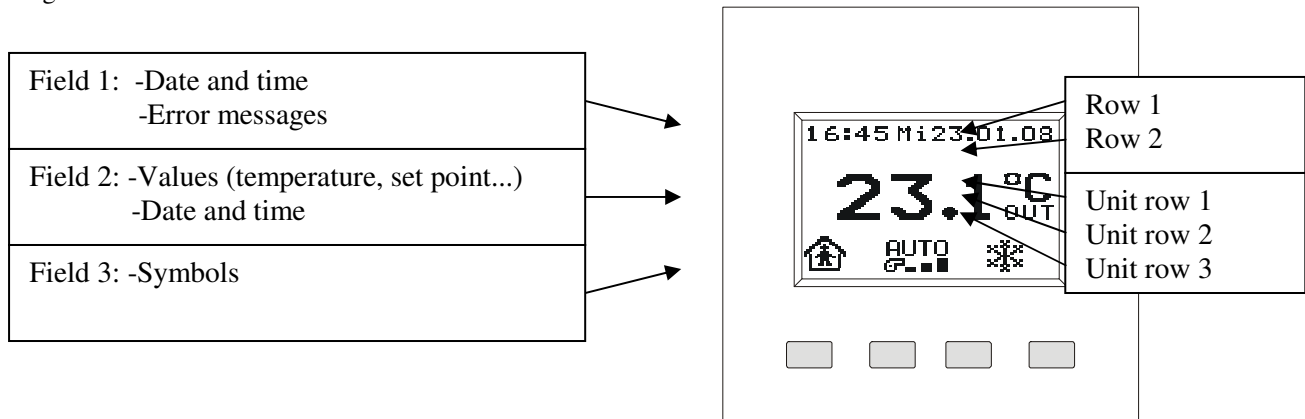 Field 1: -Date and time
-Error messages
Field 2: -Values (temperature, set point...)
-Date and time
Field 3: -Symbols
16:45 Mi23.01.08
23.1 °C
OUT
AUTO
Row 1
Row 2
Unit row 1
Unit row 2
Unit row 3